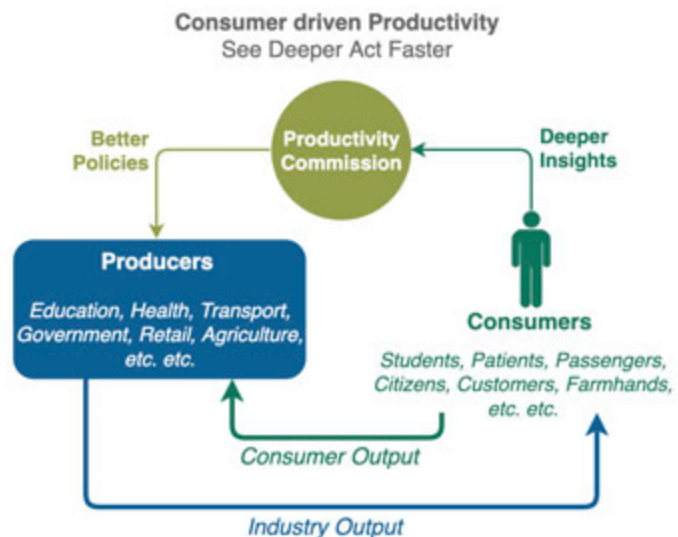 Consumer driven Productivity
See Deeper Act Faster
Better
Policies
Productivity
Commission
Deeper
Insights
Producers
Education, Health, Transport,
Government, Retail, Agriculture,
etc. etc.
Consumers
Students, Patients, Passengers,
Citizens, Customers, Farmhands,
etc. etc.
Consumer Output
Industry Output